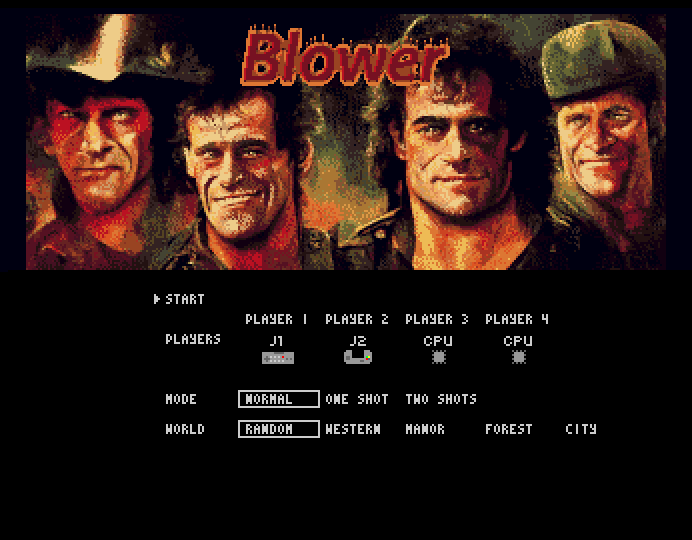 Blower
START
PLAYER 1 PLAYER 2 PLAYER 3 PLAYER 4
PLAYERS J1 J2 CPU CPU
MODE NORMAL ONE SHOT TWO SHOTS
WORLD RANDOM WESTERN MANOR FOREST CITY